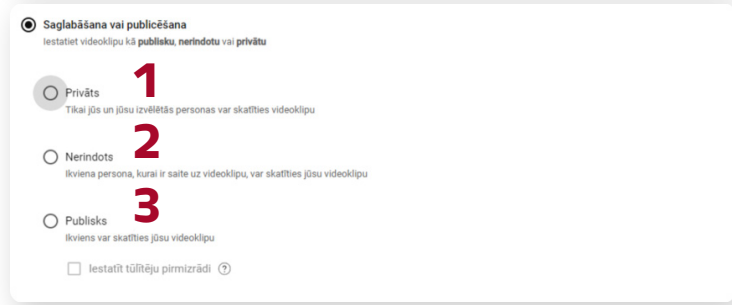 Saglabāšana vai publicēšana
Iestatiet videoklipu kā publisku, nerindotu vai privātu
1
Privāts
Tikai jūs un jūsu izvēlētās personas var skatīties videoklipu
2
Nerindots
Ikviena persona, kurai ir saite uz videoklipu, var skatīties jūsu videoklipu
3
Publisks
Ikviens var skatīties jūsu videoklipu
Iestatīt tūlītēju pirmizrādi ?